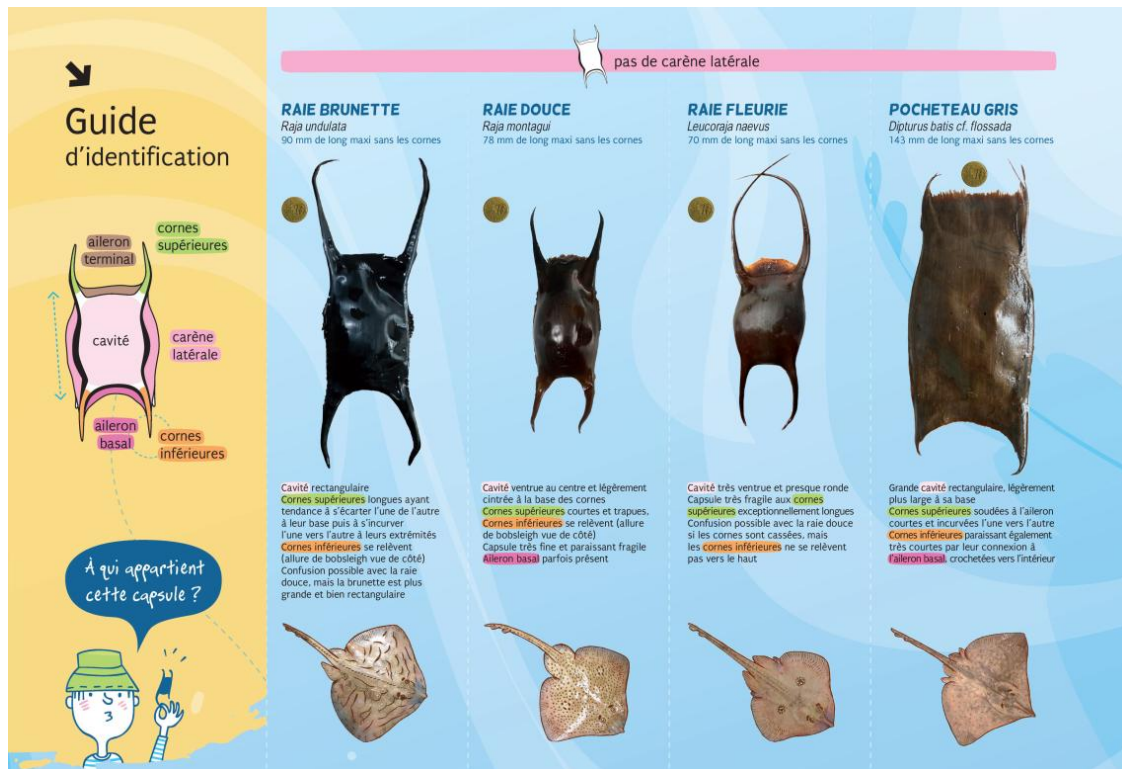 Guide
d'identification
aileron
terminal
cornes
supérieures
cavité
carène
latérale
aileron
basal
cornes
inférieures
À qui appartient
cette capsule ?
pas de carène latérale
RAIE BRUNETTE
Raja undulata
90 mm de long maxi sans les cornes
Cavité rectangulaire
Cornes supérieures longues ayant
tendance à s'écarter l'une de l'autre
à leur base puis à s'incurver
l'une vers l'autre à leurs extrémités
Cornes inférieures se relèvent
(allure de bobsleigh vue de côté)
Confusion possible avec la raie
douce, mais la brunette est plus
grande et bien rectangulaire
RAIE DOUCE
Raja montagui
78 mm de long maxi sans les cornes
Cavité ventrue au centre et légèrement
cintrée à la base des cornes
Cornes supérieures courtes et trapues.
Cornes inférieures se relèvent (allure
de bobsleigh vue de côté)
Capsule très fine et paraissant fragile
Aileron basal parfois présent
RAIE FLEURIE
Leucoraja naevus
70 mm de long maxi sans les cornes
Cavité très ventrue et presque ronde
Capsule très fragile aux cornes
supérieures exceptionnellement longues
Confusion possible avec la raie douce
si les cornes sont cassées, mais
les cornes inférieures ne se relèvent
pas vers le haut
POCHETEAU GRIS
Dipturus batis cf. flossada
143 mm de long maxi sans les cornes
Grande cavité rectangulaire, légèrement
plus large à sa base
Cornes supérieures soudées à l'aileron
courtes et incurvées l'une vers l'autre
Cornes inférieures paraissant également
très courtes par leur connexion à
l'aileron basal, crochetées vers l'intérieur